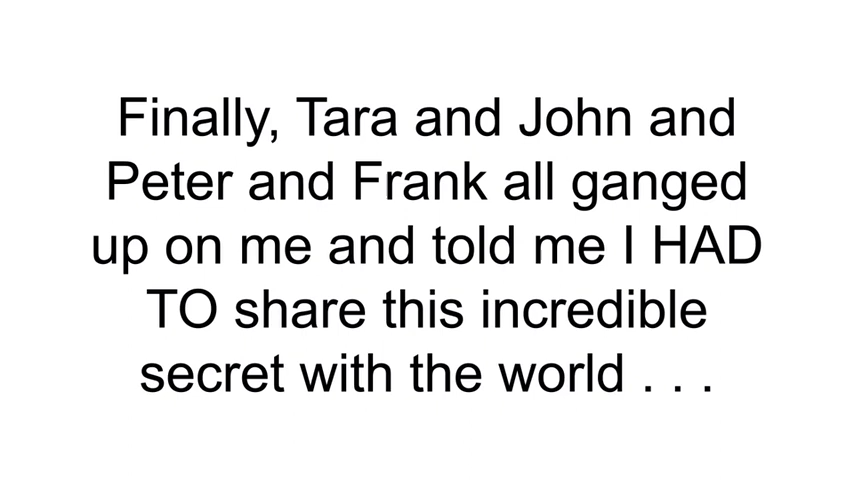 Finally, Tara and John and
Peter and Frank all ganged
up on me and told me I HAD
TO share this incredible
secret with the world . . .